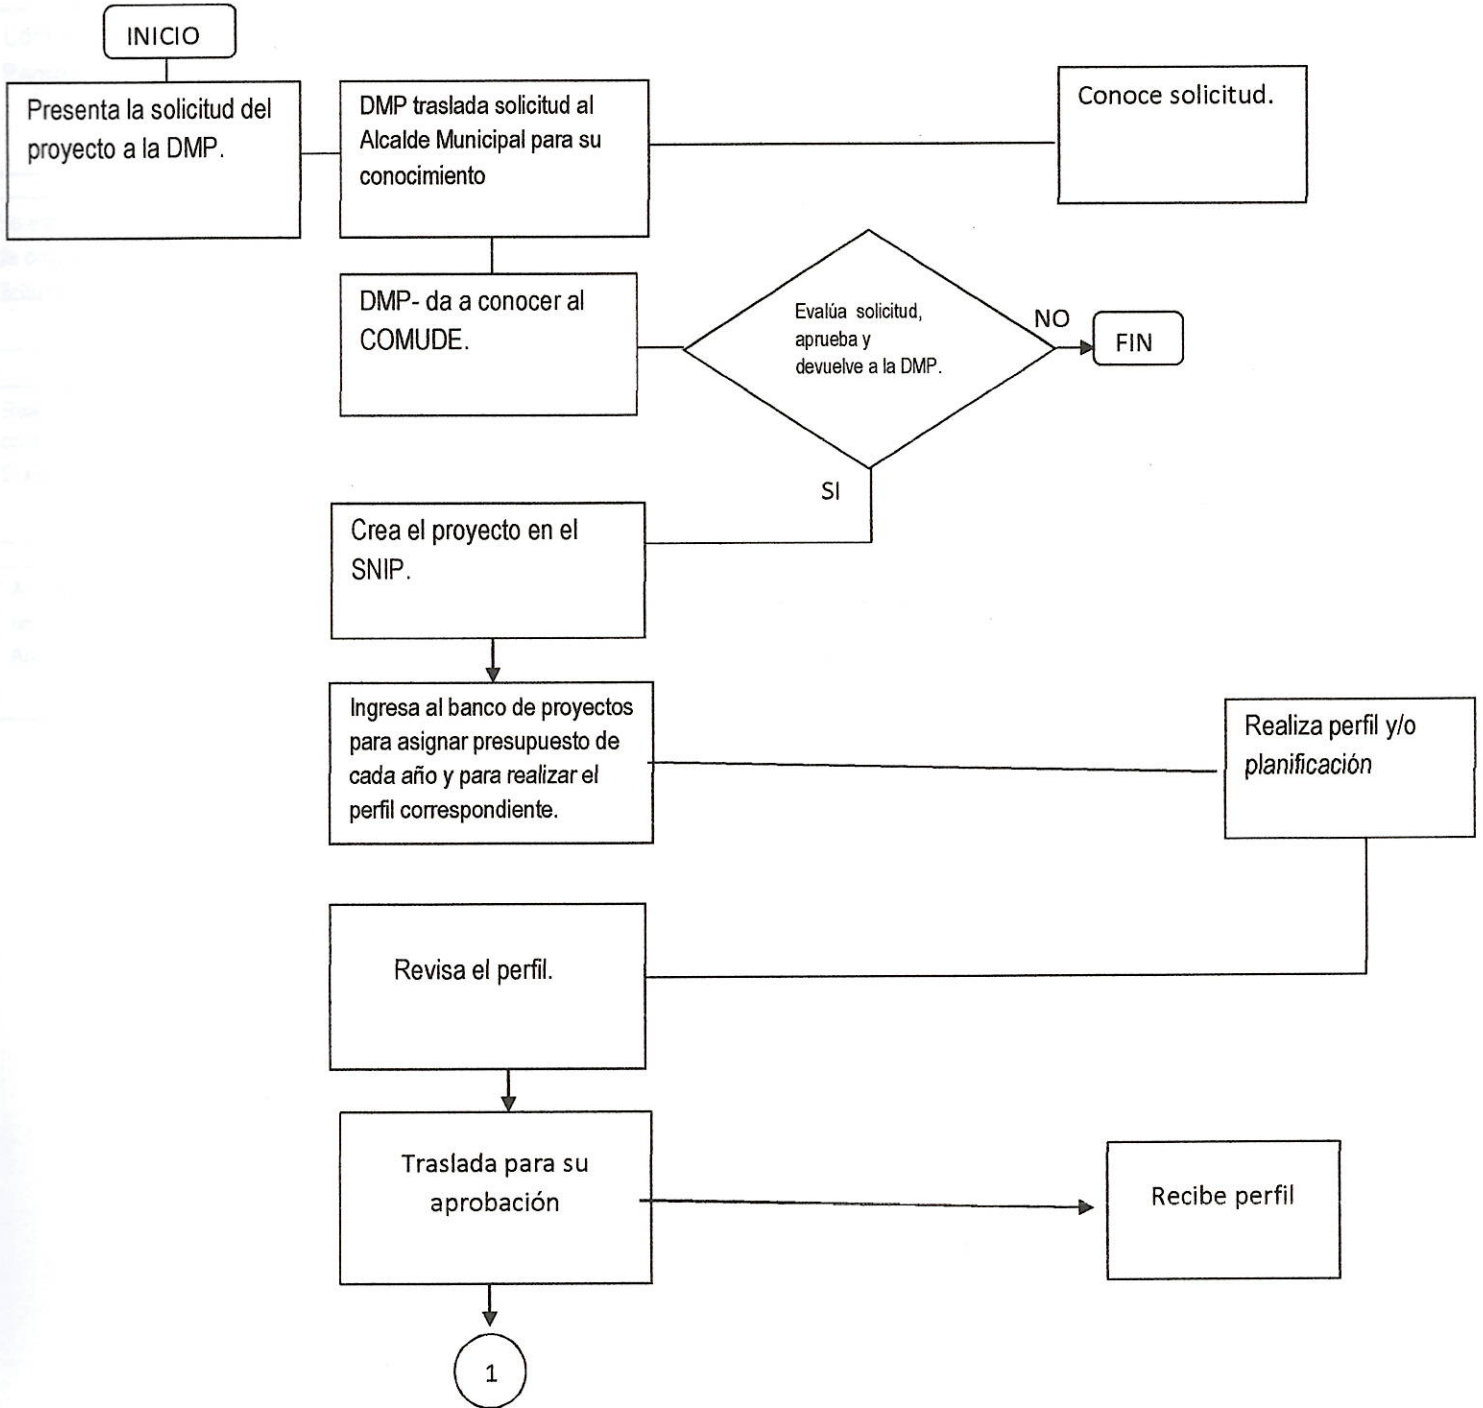 INICIO
Presenta la solicitud del
proyecto a la DMP.
DMP traslada solicitud al
Alcalde Municipal para su
conocimiento
Conoce solicitud.
DMP- da a conocer al
COMUDE.
Evalúa solicitud,
aprueba y
devuelve a la DMP.
NO
FIN
SI
Crea el proyecto en el
SNIP.
Ingresa al banco de proyectos
para asignar presupuesto de
cada año y para realizar el
perfil correspondiente.
Realiza perfil y/o
planificación
Revisa el perfil.
Traslada para su
aprobación
Recibe perfil
1